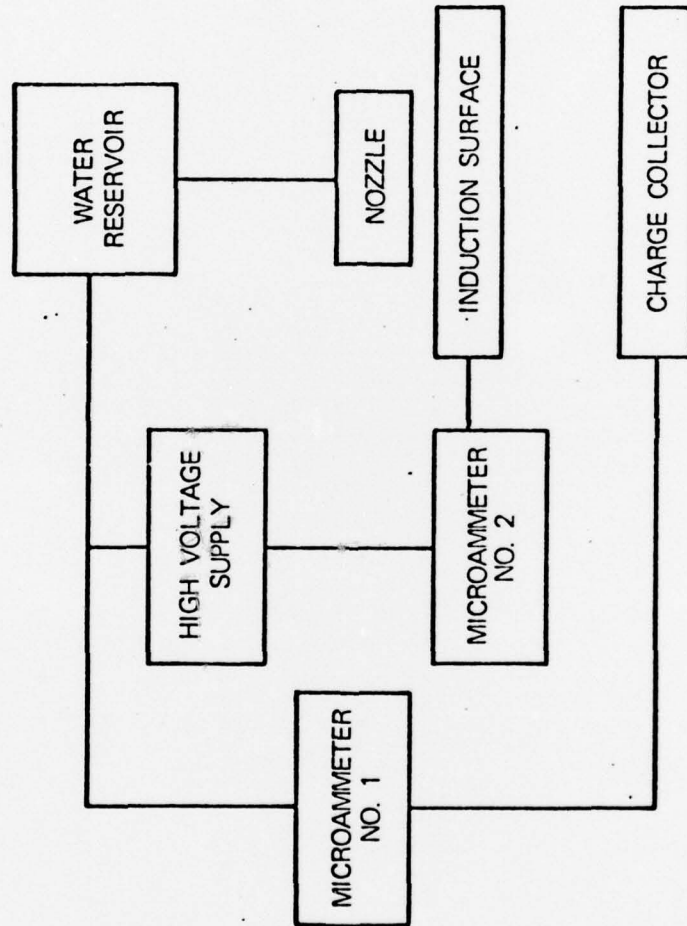 WATER
RESERVOIR
NOZZLE
INDUCTION SURFACE
CHARGE COLLECTOR
HIGH VOLTAGE
SUPPLY
MICROAMMETER
NO. 2
MICROAMMETER
NO. 1